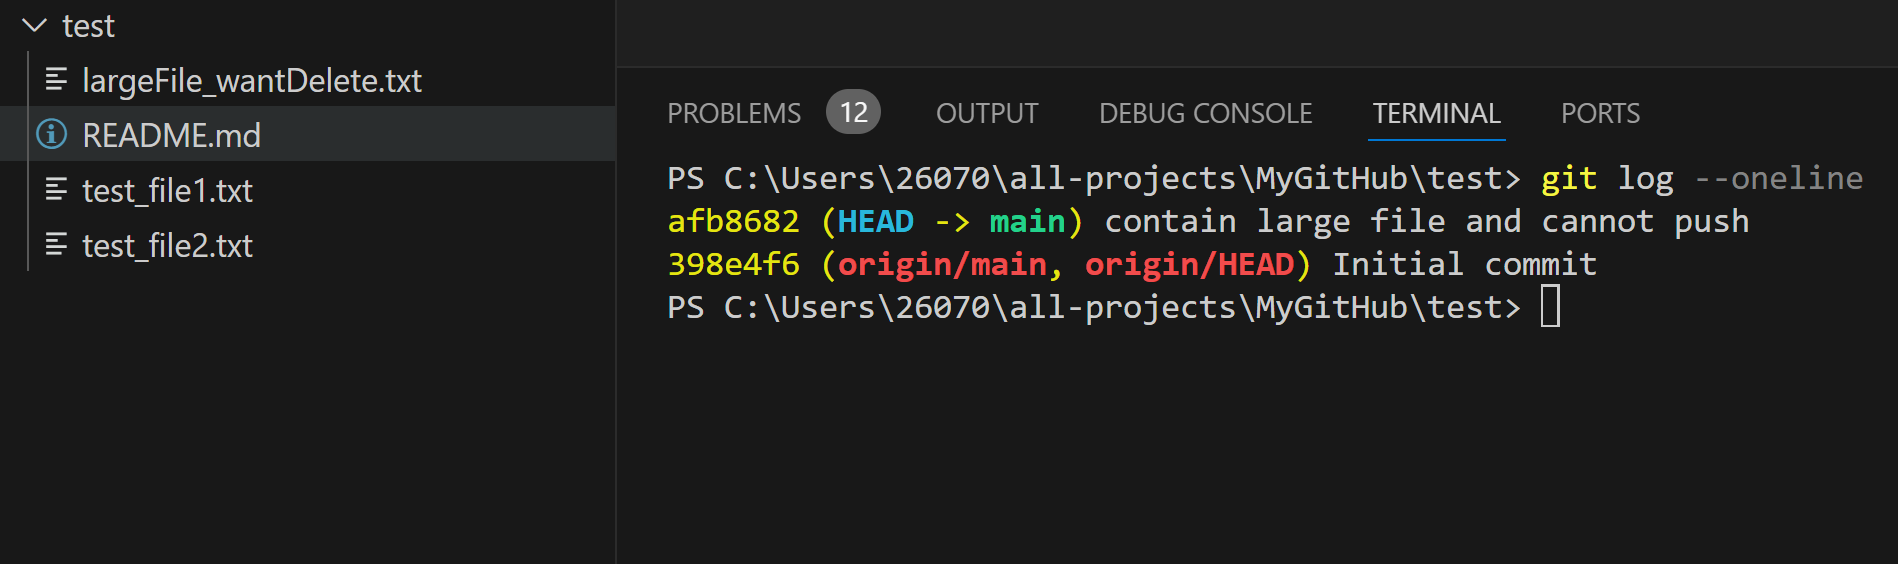 test
largeFile_wantDelete.txt
README.md
test_file1.txt
test_file2.txt
PROBLEMS 12 OUTPUT DEBUG CONSOLE TERMINAL PORTS
PS C:\Users\26070\all-projects\MyGitHub\test> git log --oneline
afb8682 (HEAD -> main) contain large file and cannot push
398e4f6 (origin/main, origin/HEAD) Initial commit
PS C:\Users\26070\all-projects\MyGitHub\test>